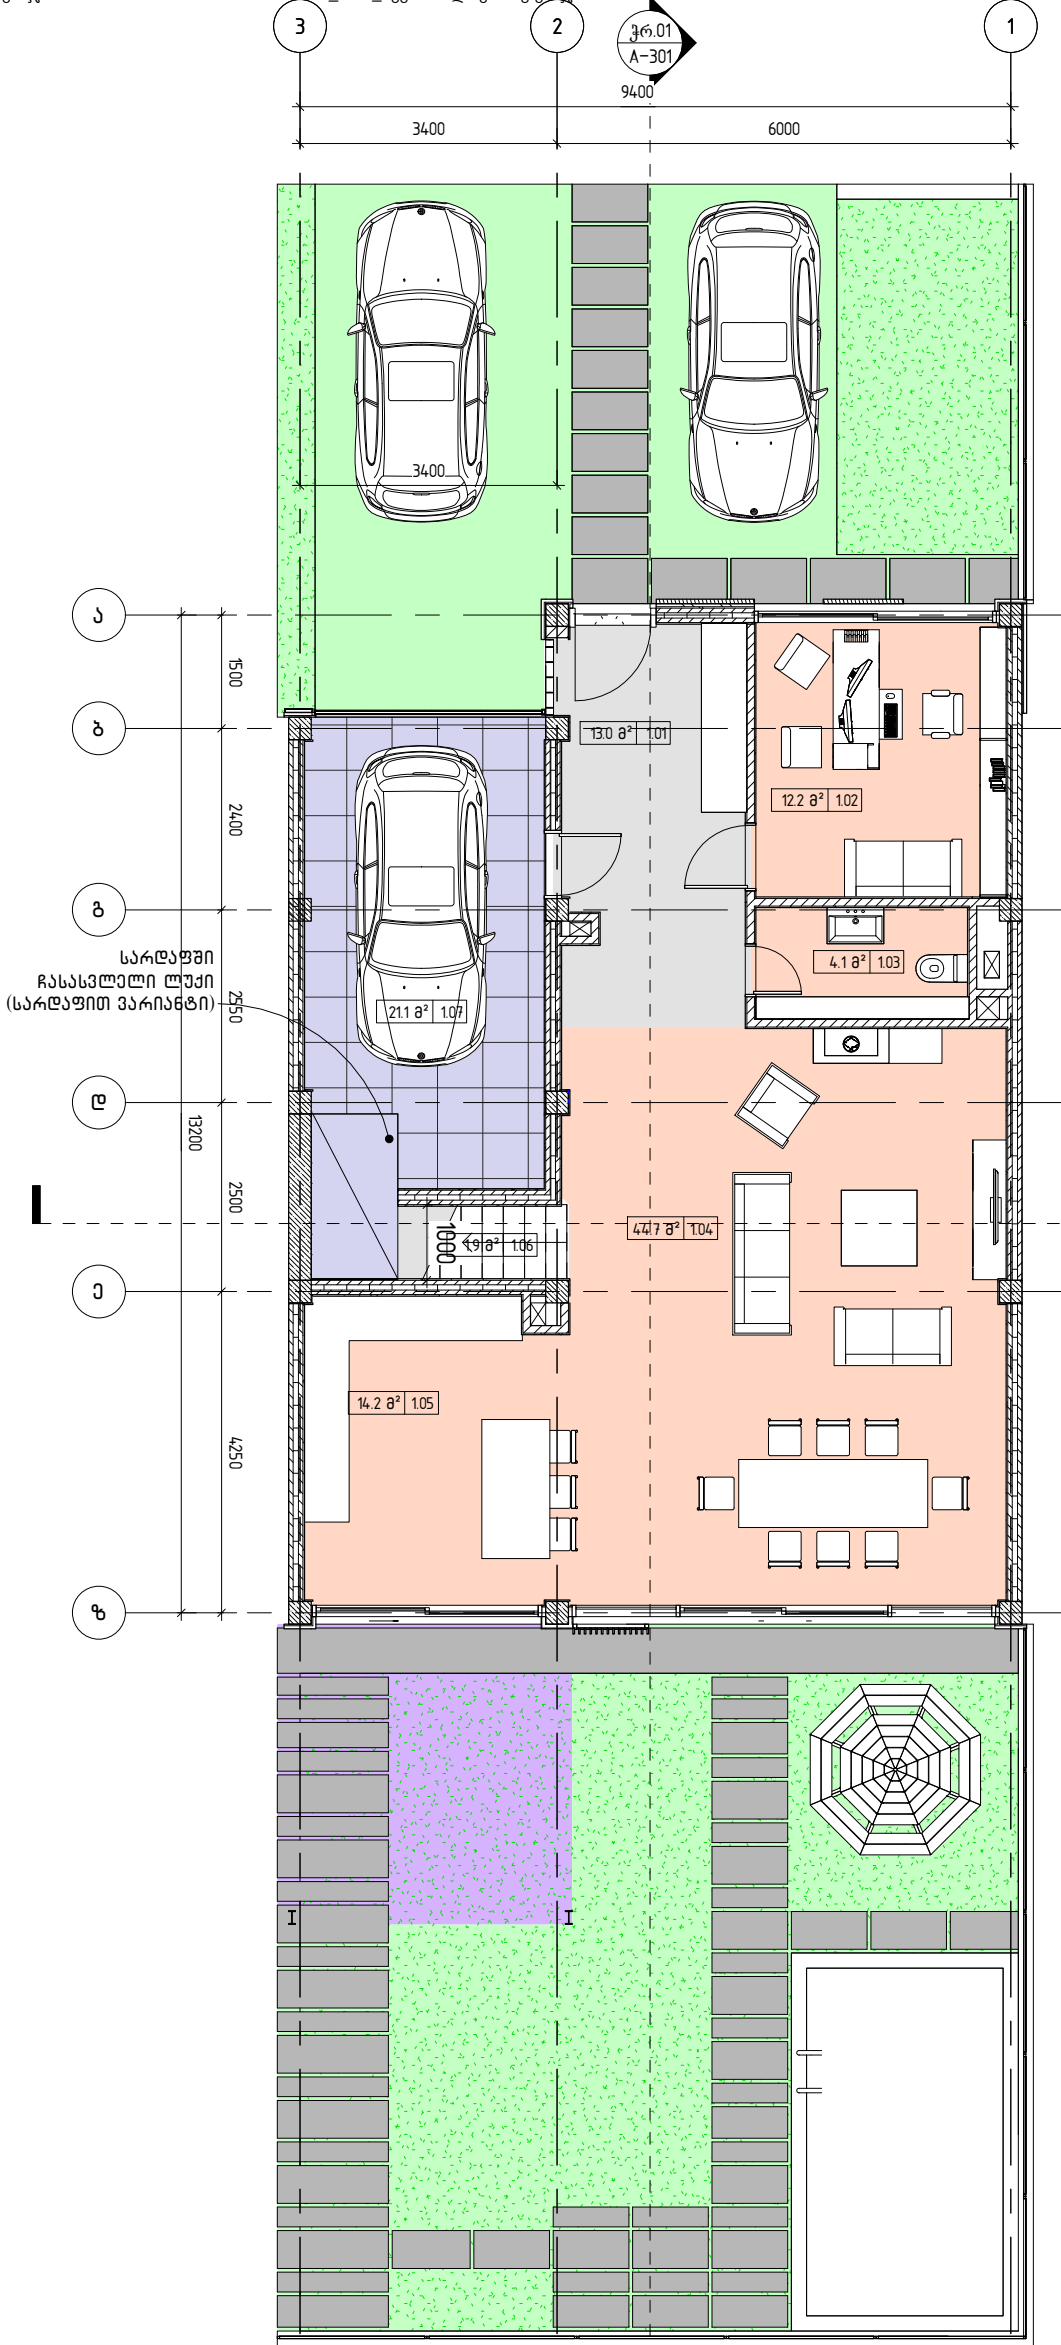 3
2
ჭრ.01
A-301
1
9400
3400
6000
3400
ა
1500
ბ
13.0 მ² 1.01
2400
12.2 მ² 1.02
გ
4.1 მ² 1.03
სარდაფში
ჩასასვლელი ლუქი
(სარდაფით ვარიანტი)
2550
21.1 მ² 1.07
დ
13200
2500
1000
1.9 მ² 1.06
44.7 მ² 1.04
ე
14.2 მ² 1.05
4250
ზ
I
I